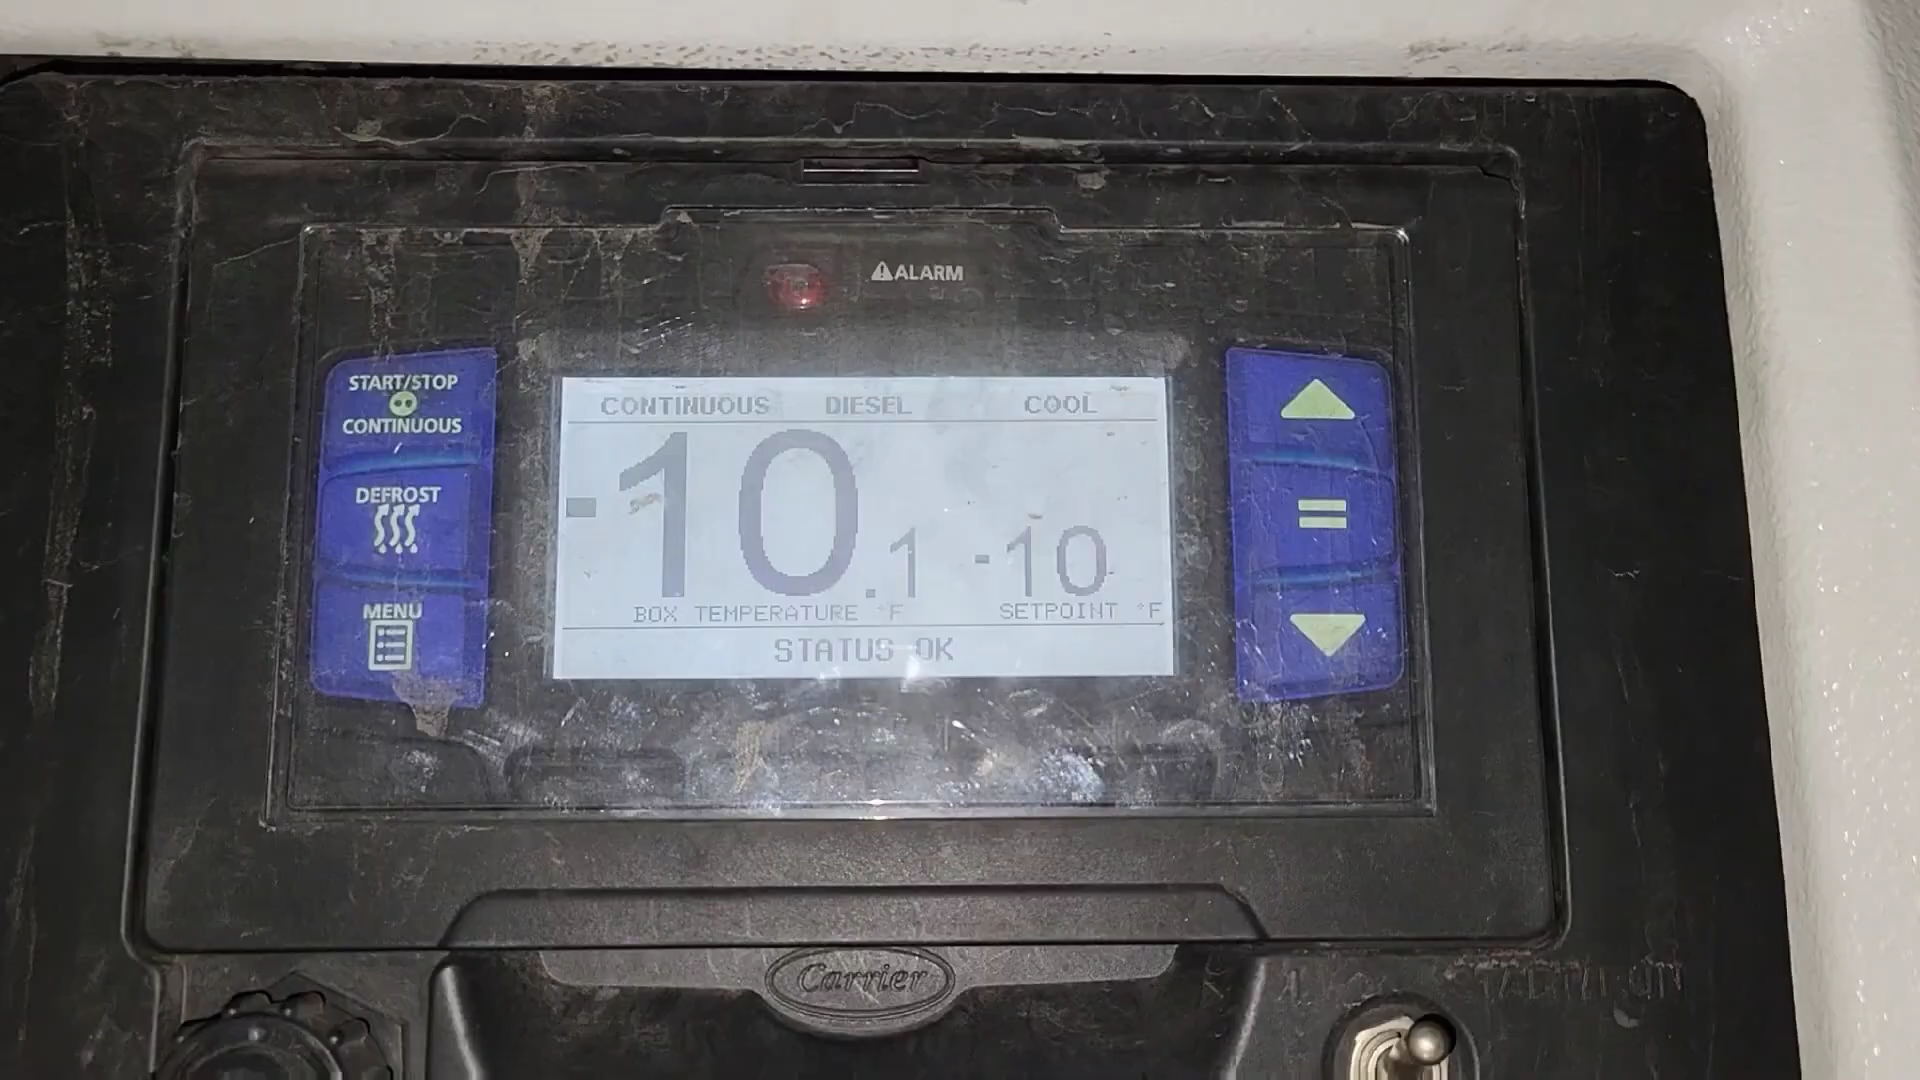 ALARM
START/STOP
CONTINUOUS
DEFROST
MENU
CONTINUOUS DIESEL COOL
-10.1 -10
BOX TEMPERATURE °F SETPOINT °F
STATUS OK
Carrier